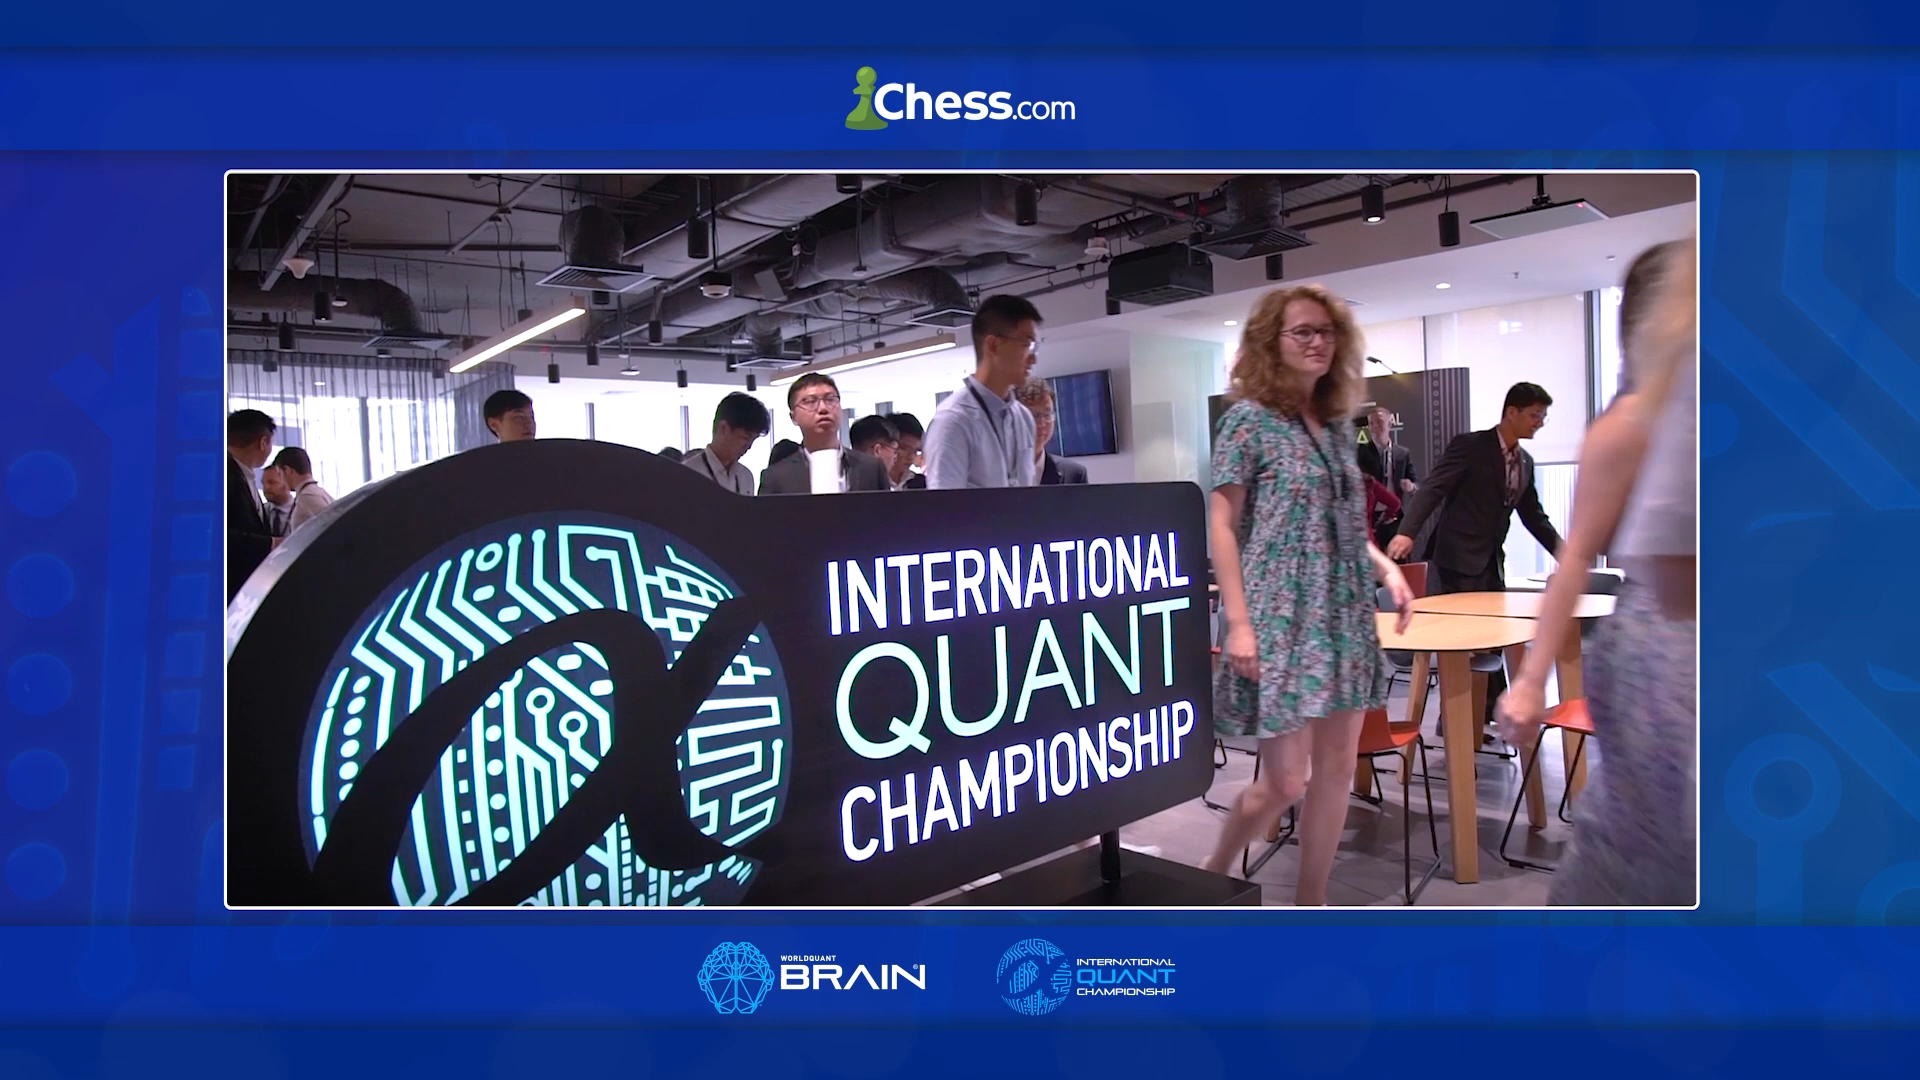 Chess.com
INTERNATIONAL
QUANT
CHAMPIONSHIP
WORLDQUANT
BRAIN®
INTERNATIONAL
QUANT
CHAMPIONSHIP